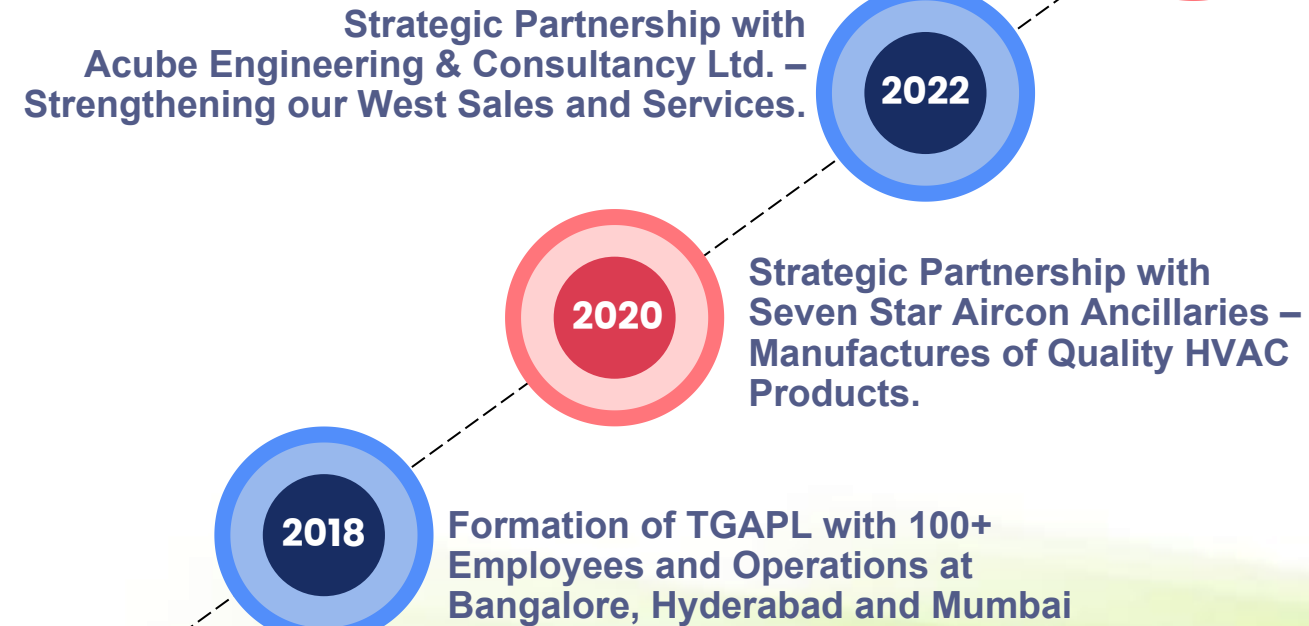 Strategic Partnership with
Acube Engineering & Consultancy Ltd. –
Strengthening our West Sales and Services.
2022
2020
Strategic Partnership with
Seven Star Aircon Ancillaries –
Manufactures of Quality HVAC
Products.
2018
Formation of TGAPL with 100+
Employees and Operations at
Bangalore, Hyderabad and Mumbai